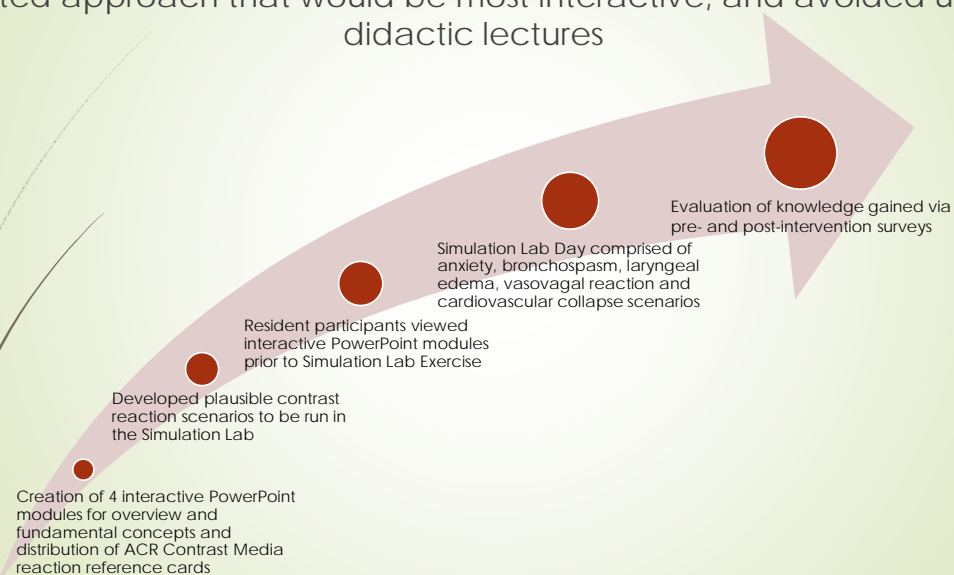 approach that would be most interactive, and avoided
didactic lectures
Evaluation of knowledge gained via
pre- and post-intervention surveys
Simulation Lab Day comprised of
anxiety, bronchospasm, laryngeal
edema, vasovagal reaction and
cardiovascular collapse scenarios
Resident participants viewed
interactive PowerPoint modules
prior to Simulation Lab Exercise
Developed plausible contrast
reaction scenarios to be run in
the Simulation Lab
Creation of 4 interactive PowerPoint
modules for overview and
fundamental concepts and
distribution of ACR Contrast Media
reaction reference cards